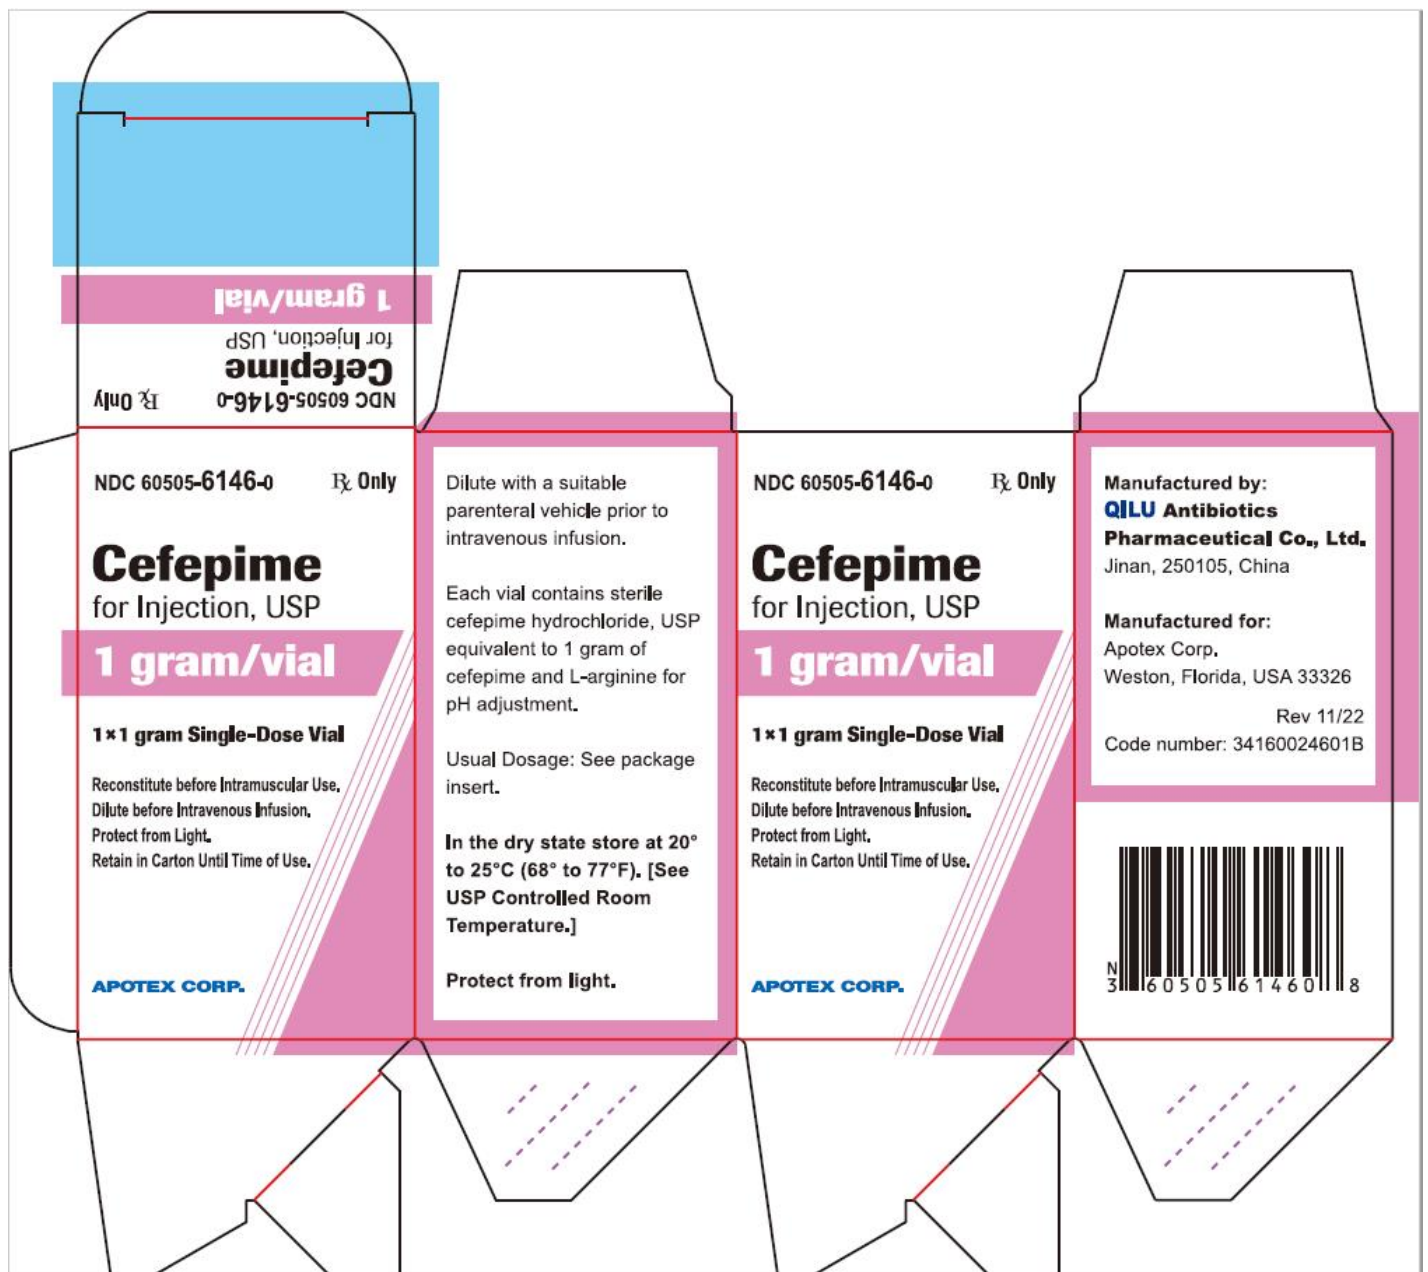 1 gram/vial
for Injection, USP
Cefepime
NDC 60505-6146-0 ℞ Only
NDC 60505-6146-0 ℞ Only
Cefepime
for Injection, USP
1 gram/vial
1×1 gram Single-Dose Vial
Reconstitute before Intramuscular Use.
Dilute before Intravenous Infusion.
Protect from Light.
Retain in Carton Until Time of Use.
APOTEX CORP.
Dilute with a suitable
parenteral vehicle prior to
intravenous infusion.
Each vial contains sterile
cefepime hydrochloride, USP
equivalent to 1 gram of
cefepime and L-arginine for
pH adjustment.
Usual Dosage: See package
insert.
In the dry state store at 20°
to 25°C (68° to 77°F). [See
USP Controlled Room
Temperature.]
Protect from light.
NDC 60505-6146-0 ℞ Only
Cefepime
for Injection, USP
1 gram/vial
1×1 gram Single-Dose Vial
Reconstitute before Intramuscular Use.
Dilute before Intravenous Infusion.
Protect from Light.
Retain in Carton Until Time of Use.
APOTEX CORP.
Manufactured by:
QILU Antibiotics
Pharmaceutical Co., Ltd.
Jinan, 250105, China
Manufactured for:
Apotex Corp.
Weston, Florida, USA 33326
Rev 11/22
Code number: 34160024601B
N
3 60505 61460 8